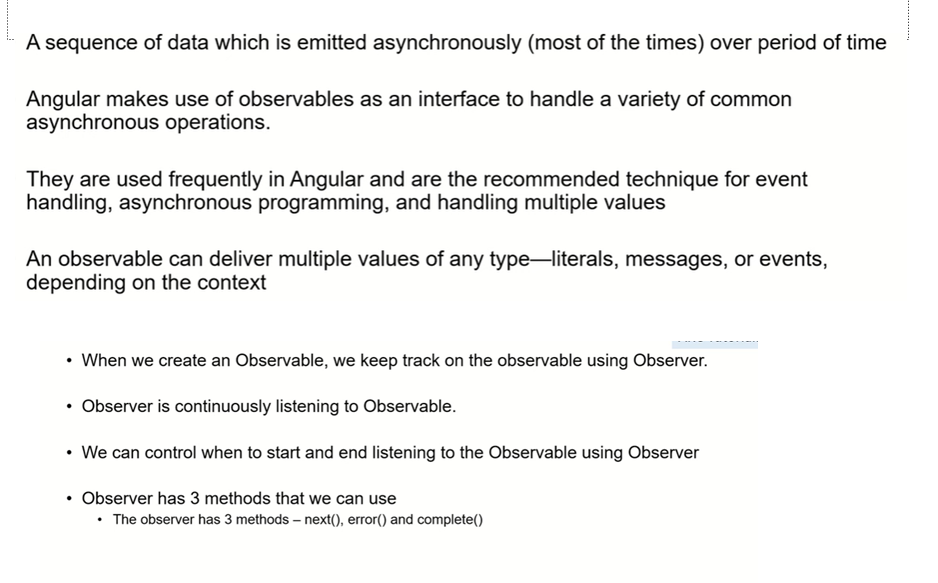 A sequence of data which is emitted asynchronously (most of the times) over period of time
Angular makes use of observables as an interface to handle a variety of common
asynchronous operations.
They are used frequently in Angular and are the recommended technique for event
handling, asynchronous programming, and handling multiple values
An observable can deliver multiple values of any type—literals, messages, or events,
depending on the context
• When we create an Observable, we keep track on the observable using Observer.
• Observer is continuously listening to Observable.
• We can control when to start and end listening to the Observable using Observer
• Observer has 3 methods that we can use
• The observer has 3 methods – next(), error() and complete()